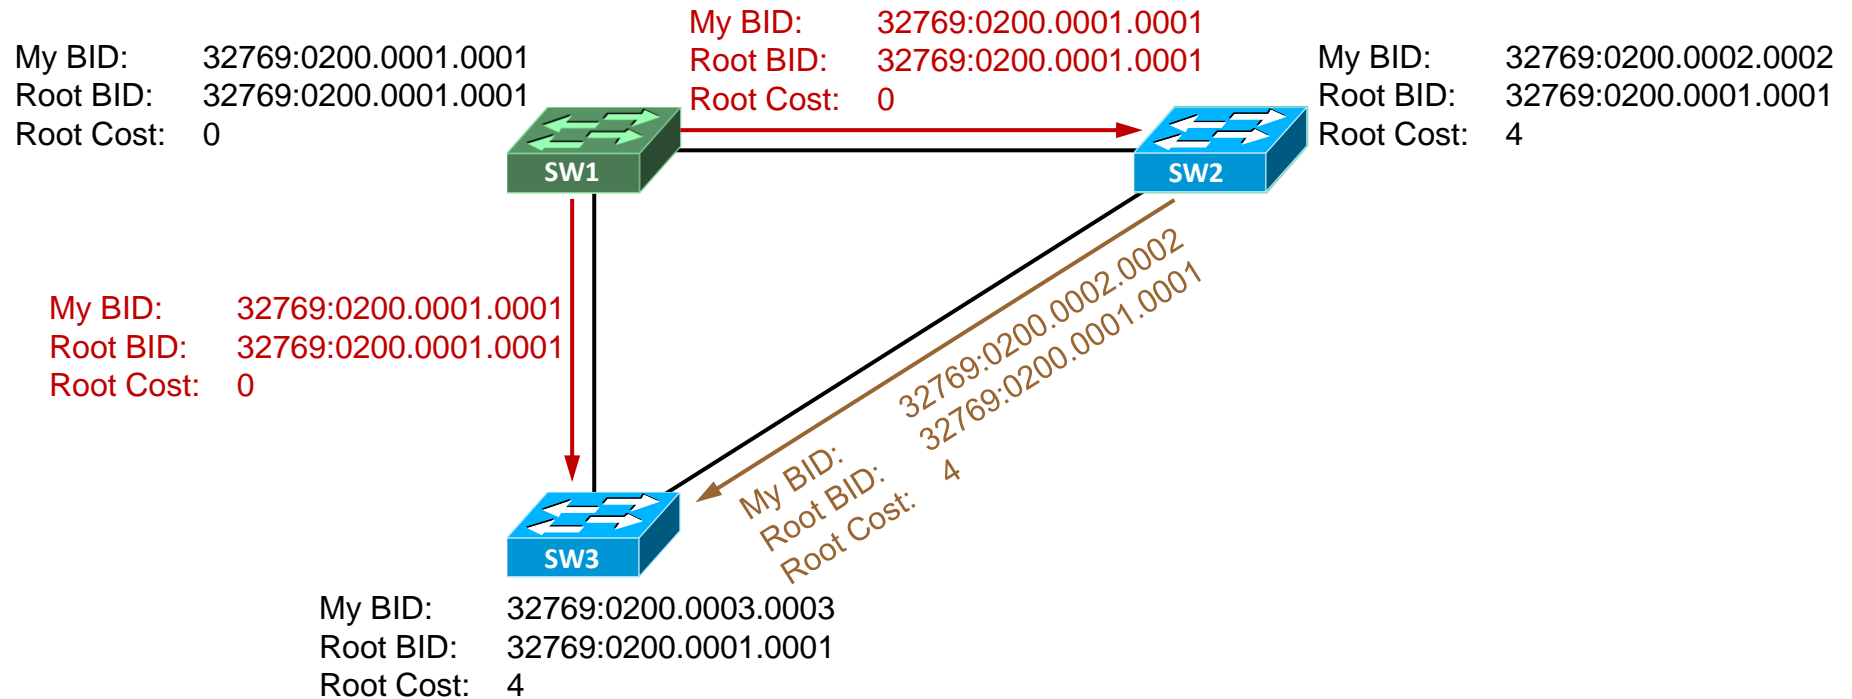 My BID: 32769:0200.0001.0001
Root BID: 32769:0200.0001.0001
Root Cost: 0
My BID: 32769:0200.0001.0001
Root BID: 32769:0200.0001.0001
Root Cost: 0
My BID: 32769:0200.0002.0002
Root BID: 32769:0200.0001.0001
Root Cost: 4
SW1
SW2
My BID: 32769:0200.0001.0001
Root BID: 32769:0200.0001.0001
Root Cost: 0
My BID: 32769:0200.0002.0002
Root BID: 32769:0200.0001.0001
Root Cost: 4
SW3
My BID: 32769:0200.0003.0003
Root BID: 32769:0200.0001.0001
Root Cost: 4